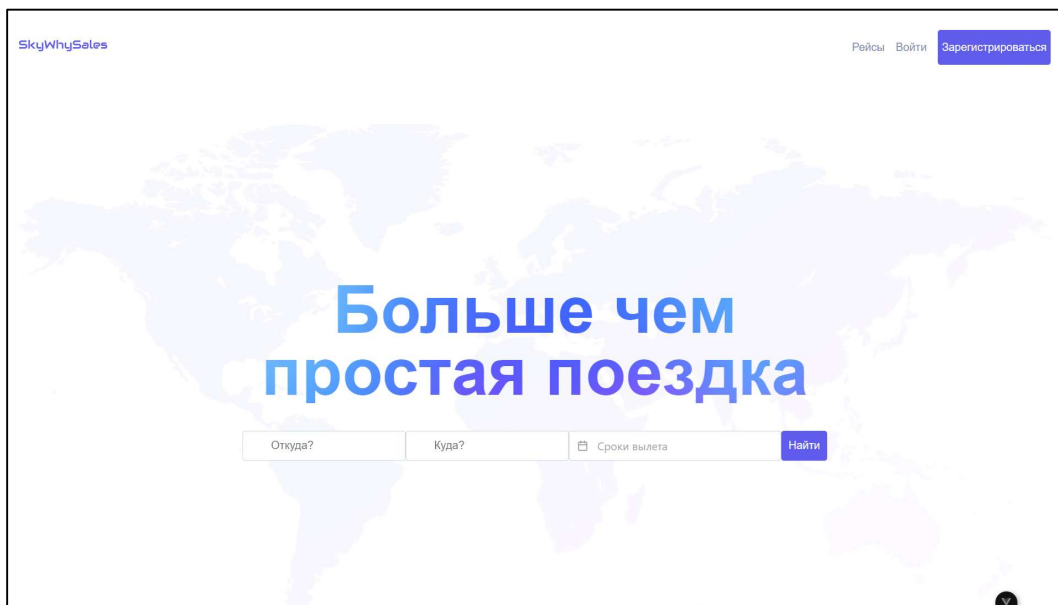 SkyWhySales
Рейсы Войти Зарегистрироваться
Больше чем
простая поездка
Откуда? Куда? Сроки вылета Найти